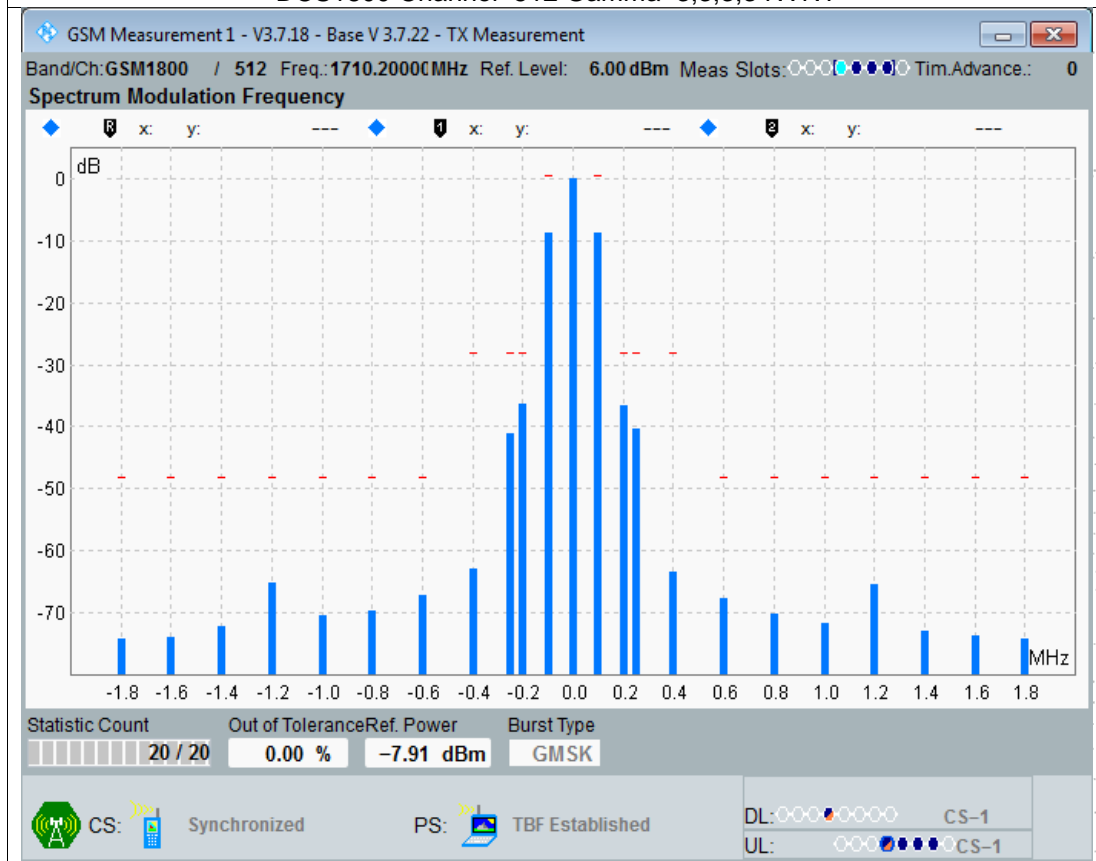 GSM Measurement 1 - V3.7.18 - Base V 3.7.22 - TX Measurement
Band/Ch:GSM1800 / 512 Freq.:1710.20000MHz Ref. Level: 6.00 dBm Meas Slots: Tim.Advance.: 0
Spectrum Modulation Frequency
R x: y: --- 1 x: y: --- 2 x: y: ---
dB
0
-10
-20
-30
-40
-50
-60
-70
MHz
-1.8 -1.6 -1.4 -1.2 -1.0 -0.8 -0.6 -0.4 -0.2 0.0 0.2 0.4 0.6 0.8 1.0 1.2 1.4 1.6 1.8
Statistic Count Out of Tolerance Ref. Power Burst Type
20 / 20 0.00 % -7.91 dBm GMSK
CS: Synchronized PS: TBF Established
DL: CS-1
UL: CS-1